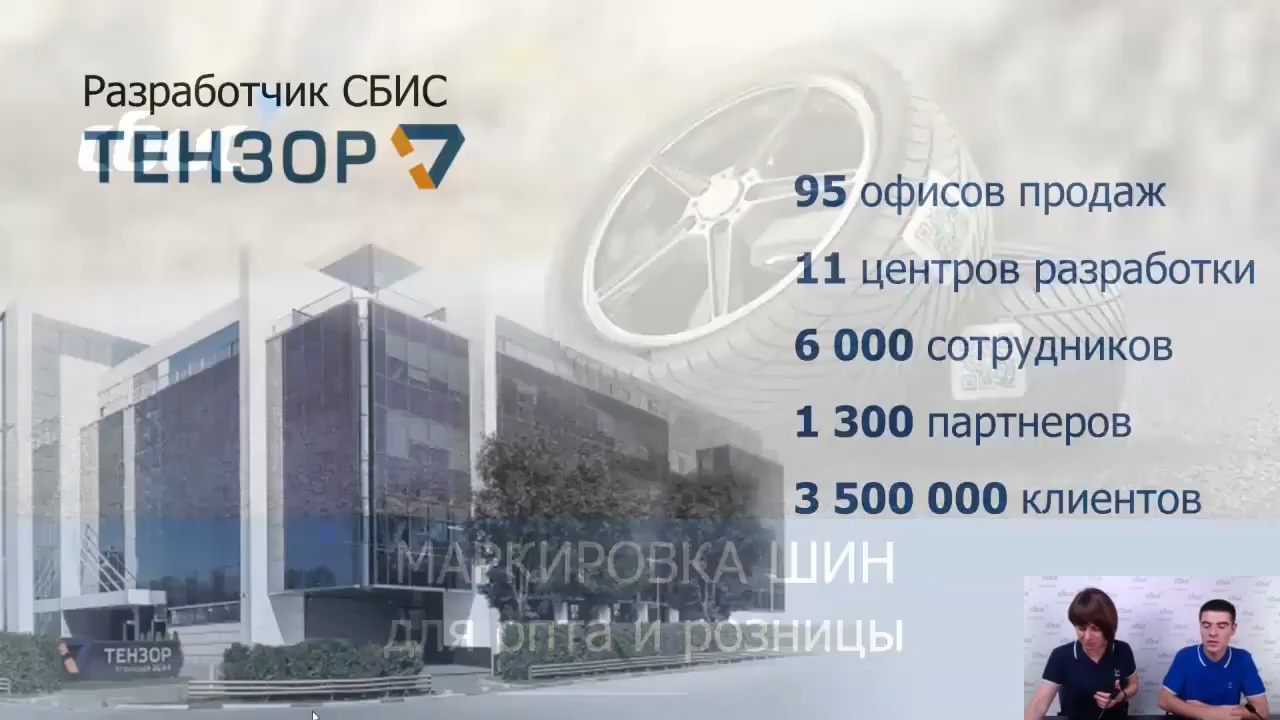 Разработчик СБИС
сбис
ТЕНЗОР
95 офисов продаж
11 центров разработки
6 000 сотрудников
1 300 партнеров
3 500 000 клиентов
МАРКИРОВКА ШИН
для опта и розницы
ТЕНЗОР